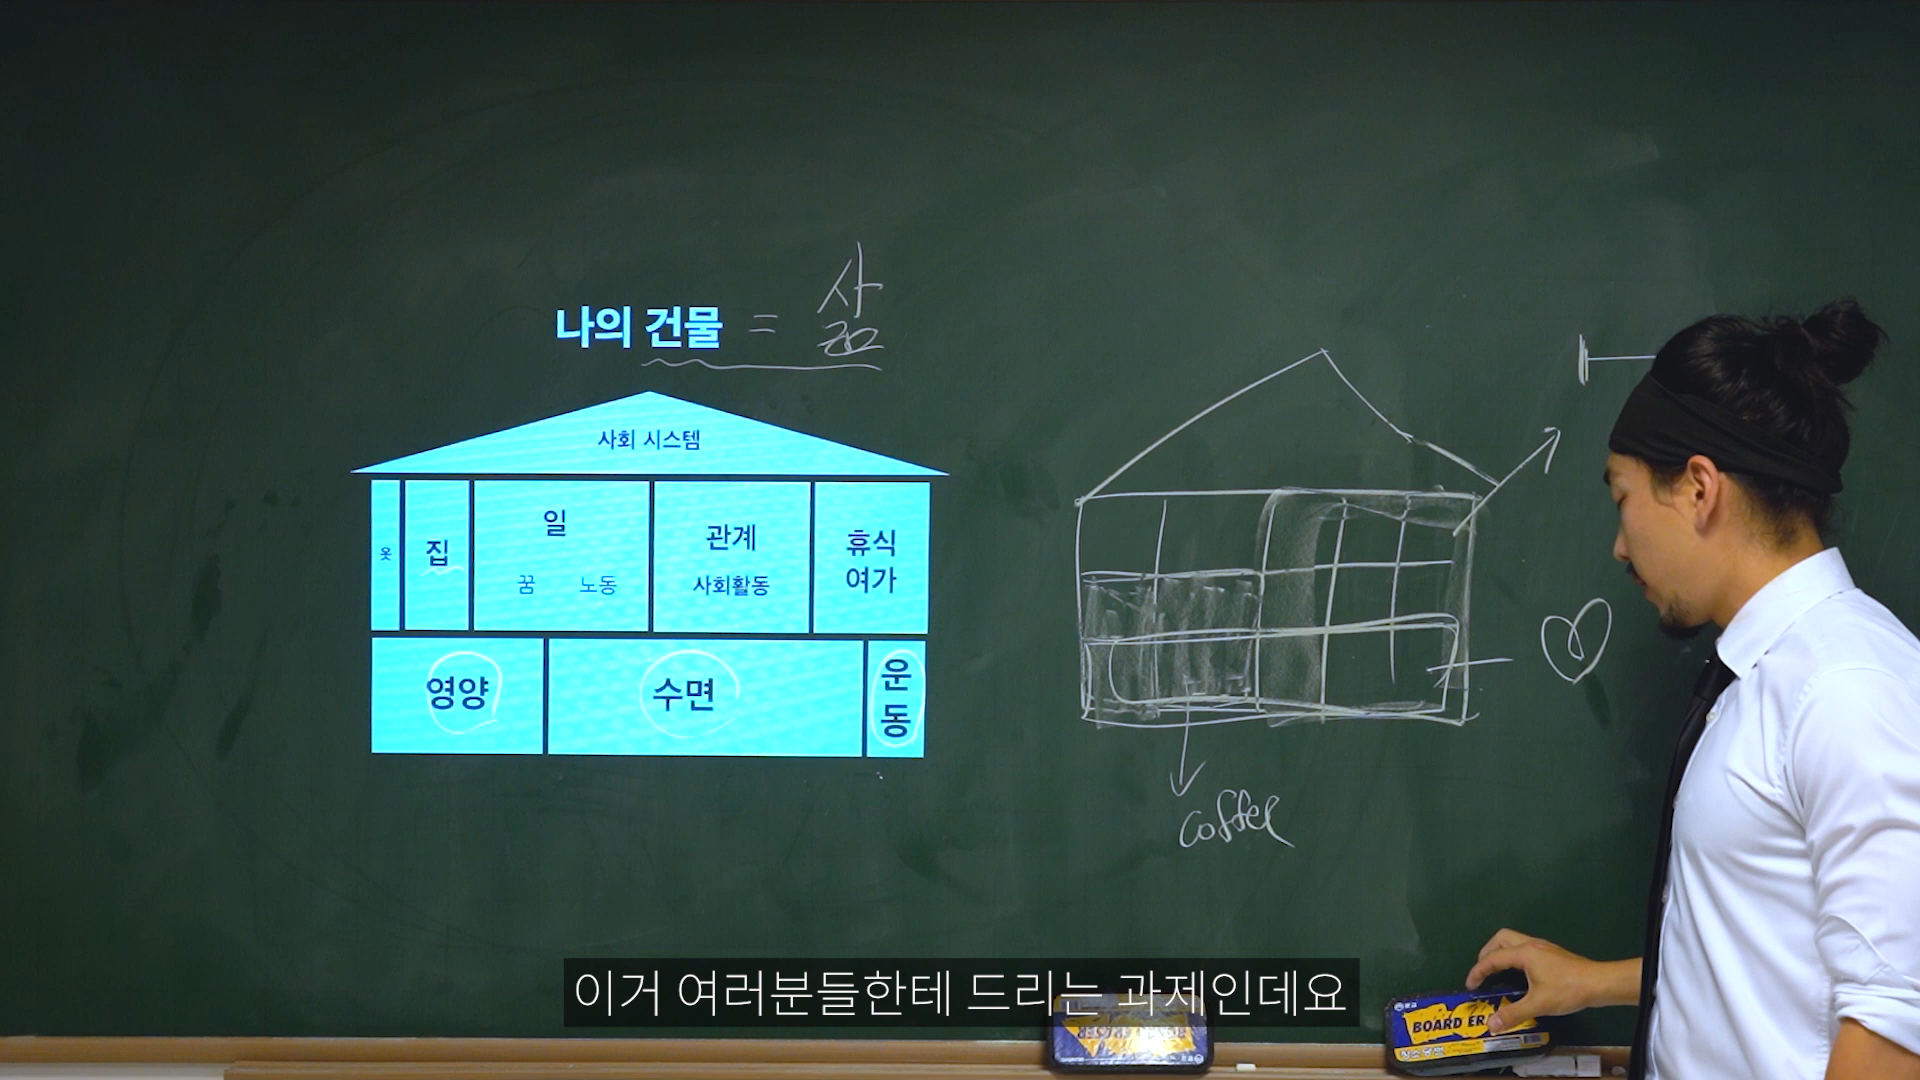 나의 건물 = 삶
사회 시스템
옷
집
일
꿈 노동
관계
사회활동
휴식
여가
영양
수면
운
동
coffee
이거 여러분들한테 드리는 과제인데요
BOARD ER